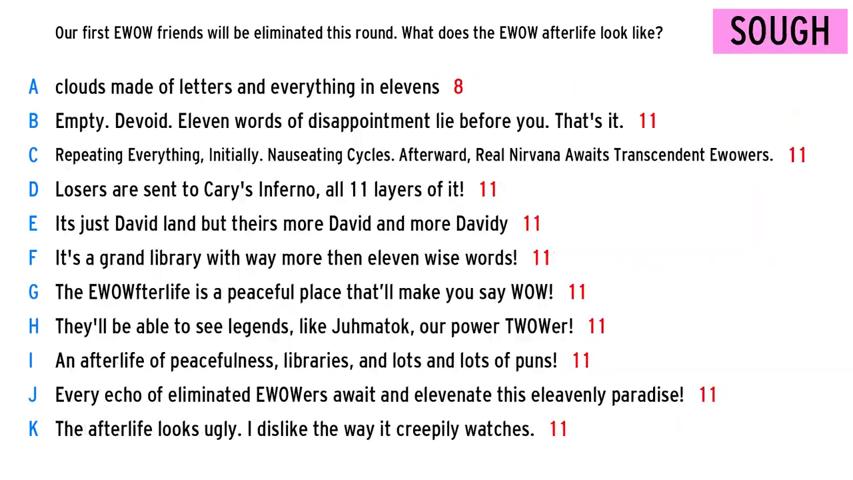 Our first EWOW friends will be eliminated this round. What does the EWOW afterlife look like?
SOUGH
A clouds made of letters and everything in elevens 8
B Empty. Devoid. Eleven words of disappointment lie before you. That's it. 11
C Repeating Everything, Initially. Nauseating Cycles. Afterward, Real Nirvana Awaits Transcendent Ewowers. 11
D Losers are sent to Cary's Inferno, all 11 layers of it! 11
E Its just David land but theirs more David and more Davidy 11
F It's a grand library with way more then eleven wise words! 11
G The EWOWfterlife is a peaceful place that'll make you say WOW! 11
H They'll be able to see legends, like Juhmatok, our power TWOWer! 11
I An afterlife of peacefulness, libraries, and lots and lots of puns! 11
J Every echo of eliminated EWOWers await and elevenate this eleavenly paradise! 11
K The afterlife looks ugly. I dislike the way it creepily watches. 11